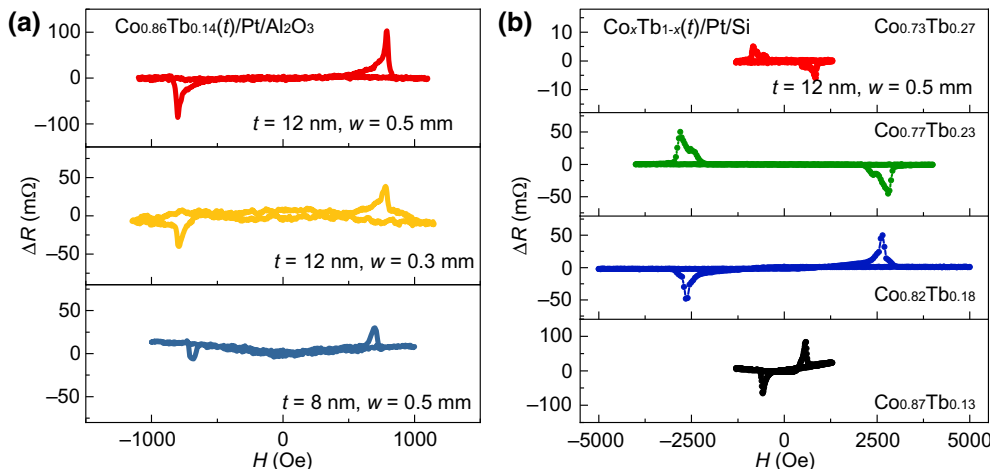 (a)
Co0.86Tb0.14(t)/Pt/Al2O3
100
0
–100
t = 12 nm, w = 0.5 mm
50
0
–50
t = 12 nm, w = 0.3 mm
50
0
–50
t = 8 nm, w = 0.5 mm
ΔR (mΩ)
–1000
0
1000
H (Oe)
(b)
CoxTb1-x(t)/Pt/Si
Co0.73Tb0.27
10
0
–10
t = 12 nm, w = 0.5 mm
Co0.77Tb0.23
50
0
–50
50
0
–50
Co0.82Tb0.18
100
0
–100
Co0.87Tb0.13
ΔR (mΩ)
–5000
–2500
0
2500
5000
H (Oe)